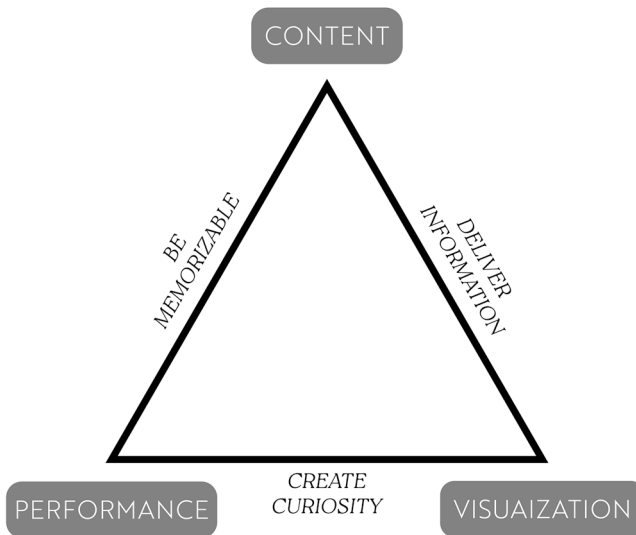 CONTENT
BE
MEMORIZABLE
DELIVER
INFORMATION
CREATE
CURIOSITY
PERFORMANCE
VISUAIZATION